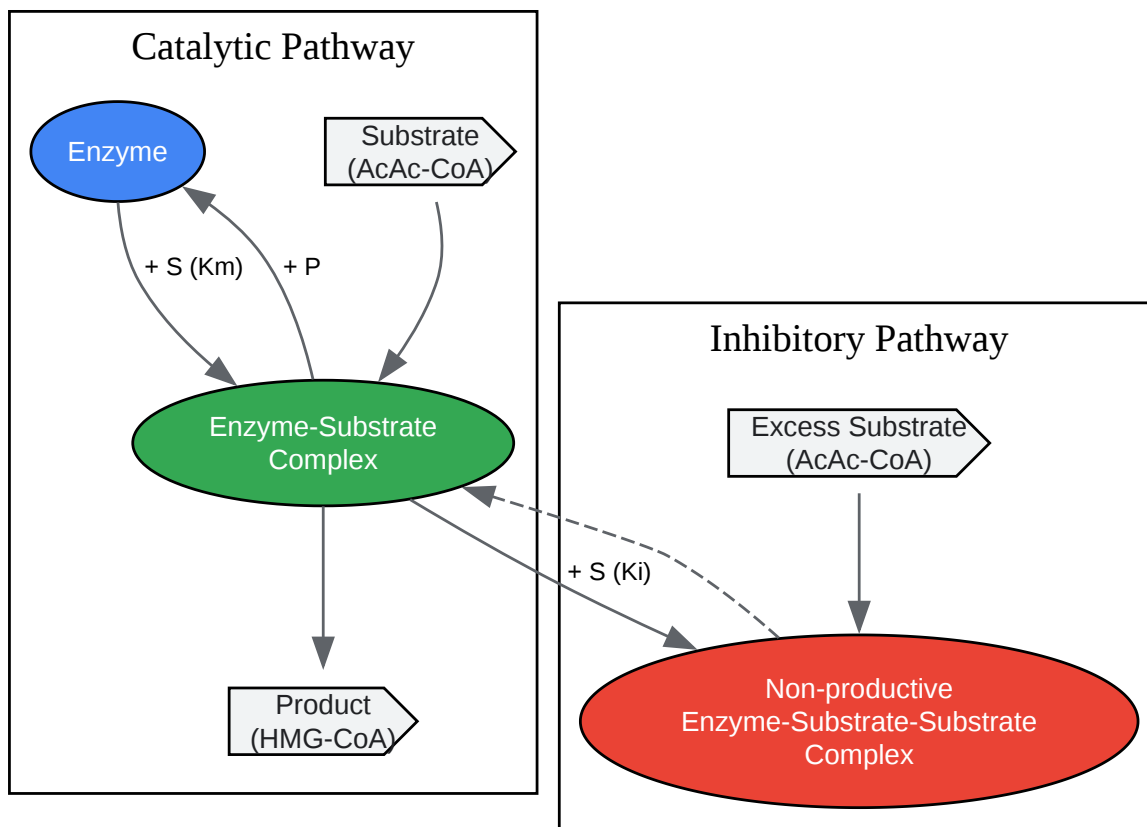 Catalytic Pathway
Enzyme
Substrate
(AcAc-CoA)
+ S (Km)
+ P
Enzyme-Substrate
Complex
Product
(HMG-CoA)
Inhibitory Pathway
Excess Substrate
(AcAc-CoA)
+ S (Ki)
Non-productive
Enzyme-Substrate-Substrate
Complex